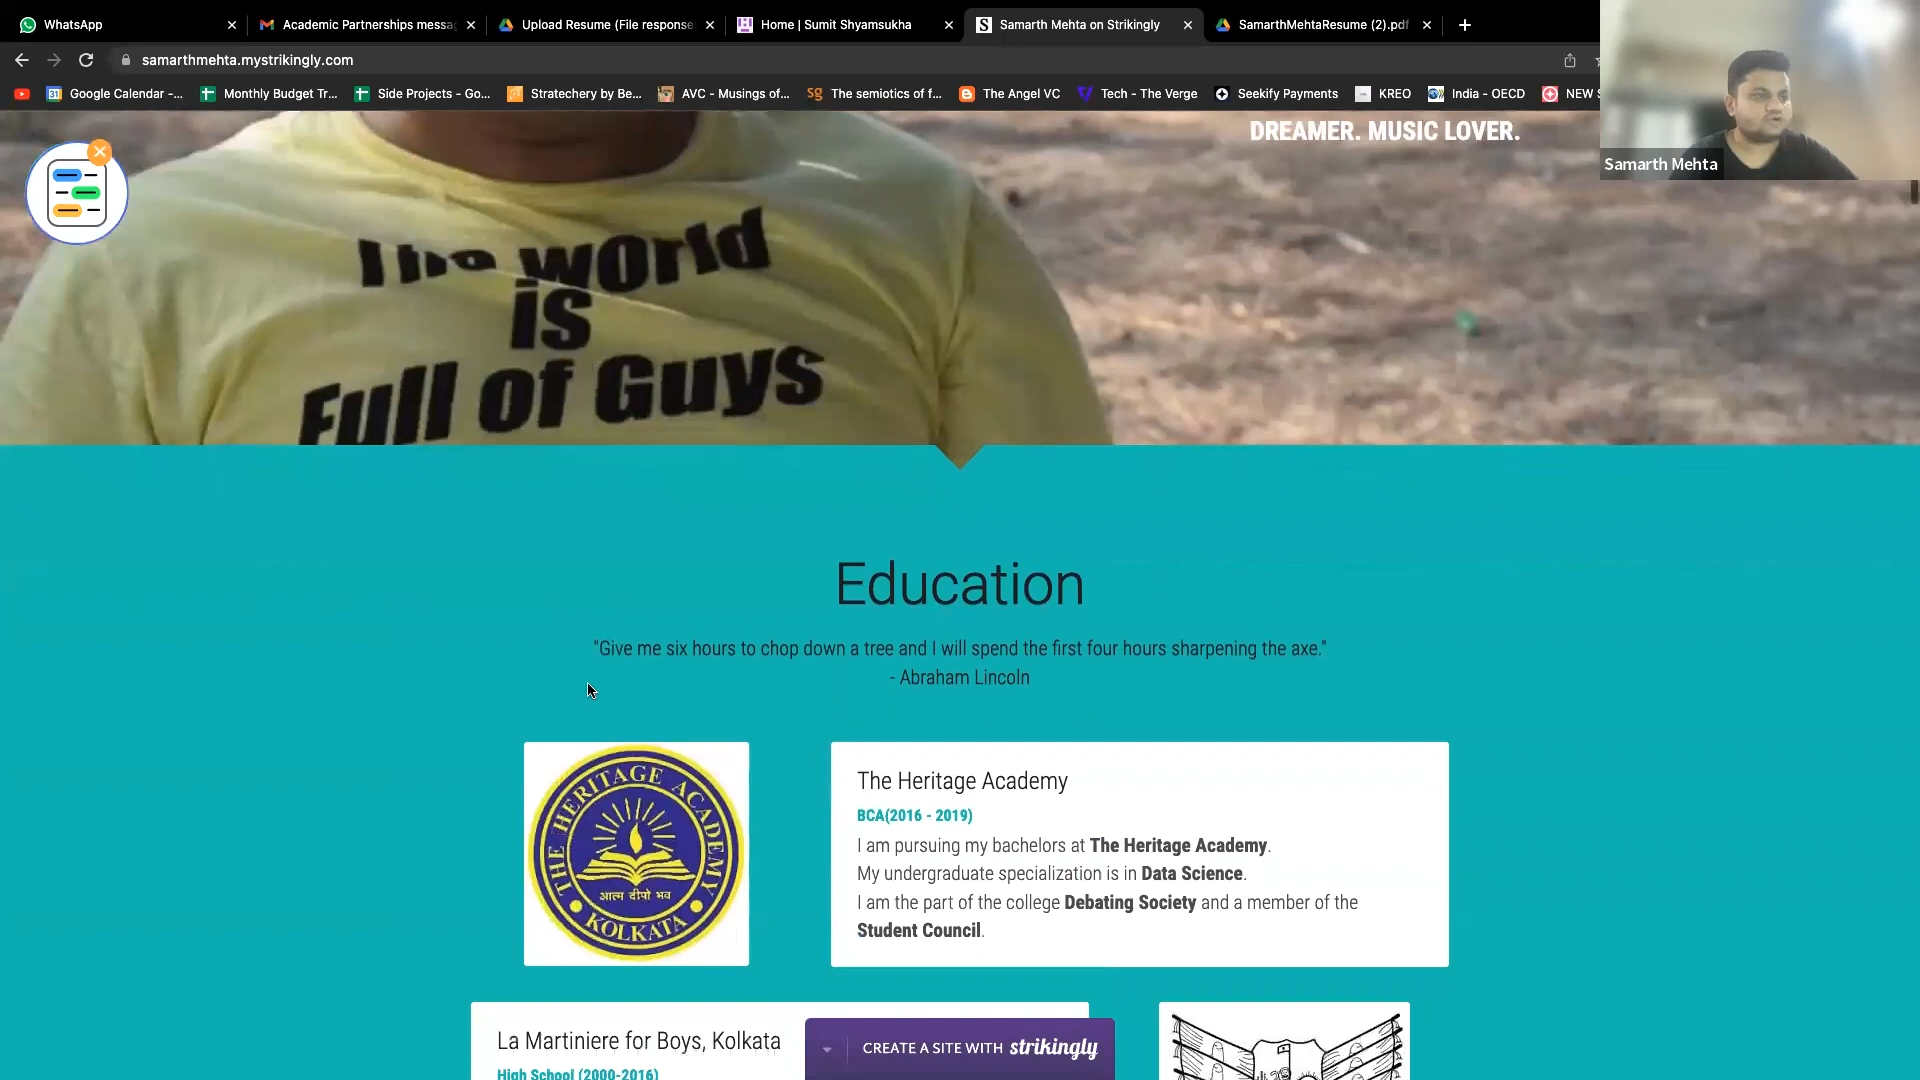 WhatsApp
Academic Partnerships messa
Upload Resume (File response
Home | Sumit Shyamsukha
Samarth Mehta on Strikingly
SamarthMehtaResume (2).pdf
samarthmehta.mystrikingly.com
31
Google Calendar -...
Monthly Budget Tr...
Side Projects - Go...
Stratechery by Be...
AVC - Musings of...
sg
The semiotics of f...
The Angel VC
Tech - The Verge
Seekify Payments
KREO
India - OECD
NEW S
DREAMER. MUSIC LOVER.
Samarth Mehta
The world
is
Full of Guys
Education
"Give me six hours to chop down a tree and I will spend the first four hours sharpening the axe."
- Abraham Lincoln
THE HERITAGE ACADEMY
आत्म दीपो भव
KOLKATA
The Heritage Academy
BCA(2016 - 2019)
I am pursuing my bachelors at The Heritage Academy.
My undergraduate specialization is in Data Science.
I am the part of the college Debating Society and a member of the
Student Council.
La Martiniere for Boys, Kolkata
High School (2000-2016)
CREATE A SITE WITH strikingly